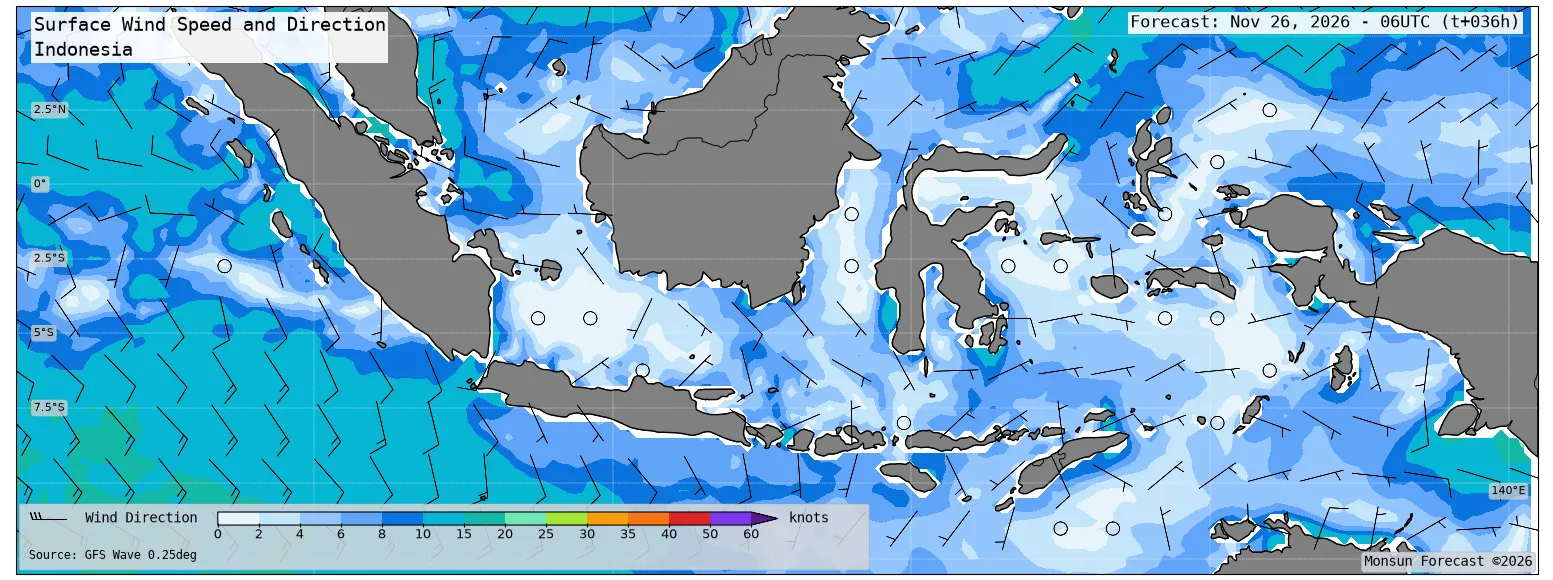 Surface Wind Speed and Direction
Indonesia
Forecast: Nov 26, 2026 - 06UTC (t+036h)
2.5°N
0°
2.5°S
5°S
7.5°S
140°E
Wind Direction
0 2 4 6 8 10 15 20 25 30 35 40 50 60 knots
Source: GFS Wave 0.25deg
Monsun Forecast ©2026